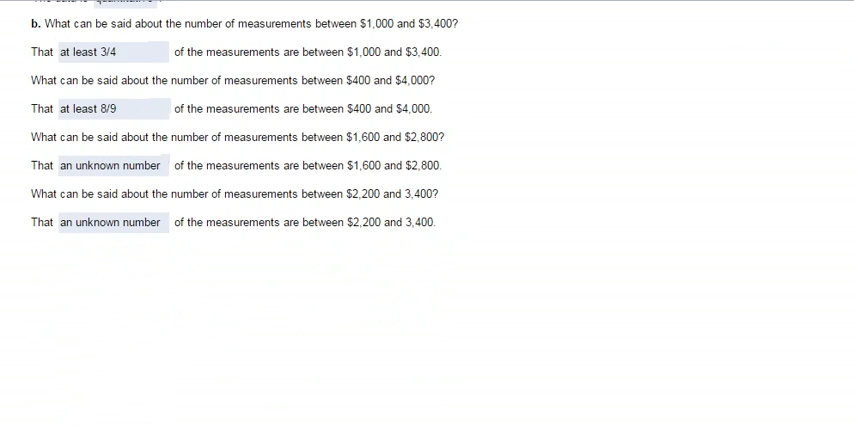 b. What can be said about the number of measurements between $1,000 and $3,400?
That at least 3/4 of the measurements are between $1,000 and $3,400.
What can be said about the number of measurements between $400 and $4,000?
That at least 8/9 of the measurements are between $400 and $4,000.
What can be said about the number of measurements between $1,600 and $2,800?
That an unknown number of the measurements are between $1,600 and $2,800.
What can be said about the number of measurements between $2,200 and 3,400?
That an unknown number of the measurements are between $2,200 and 3,400.